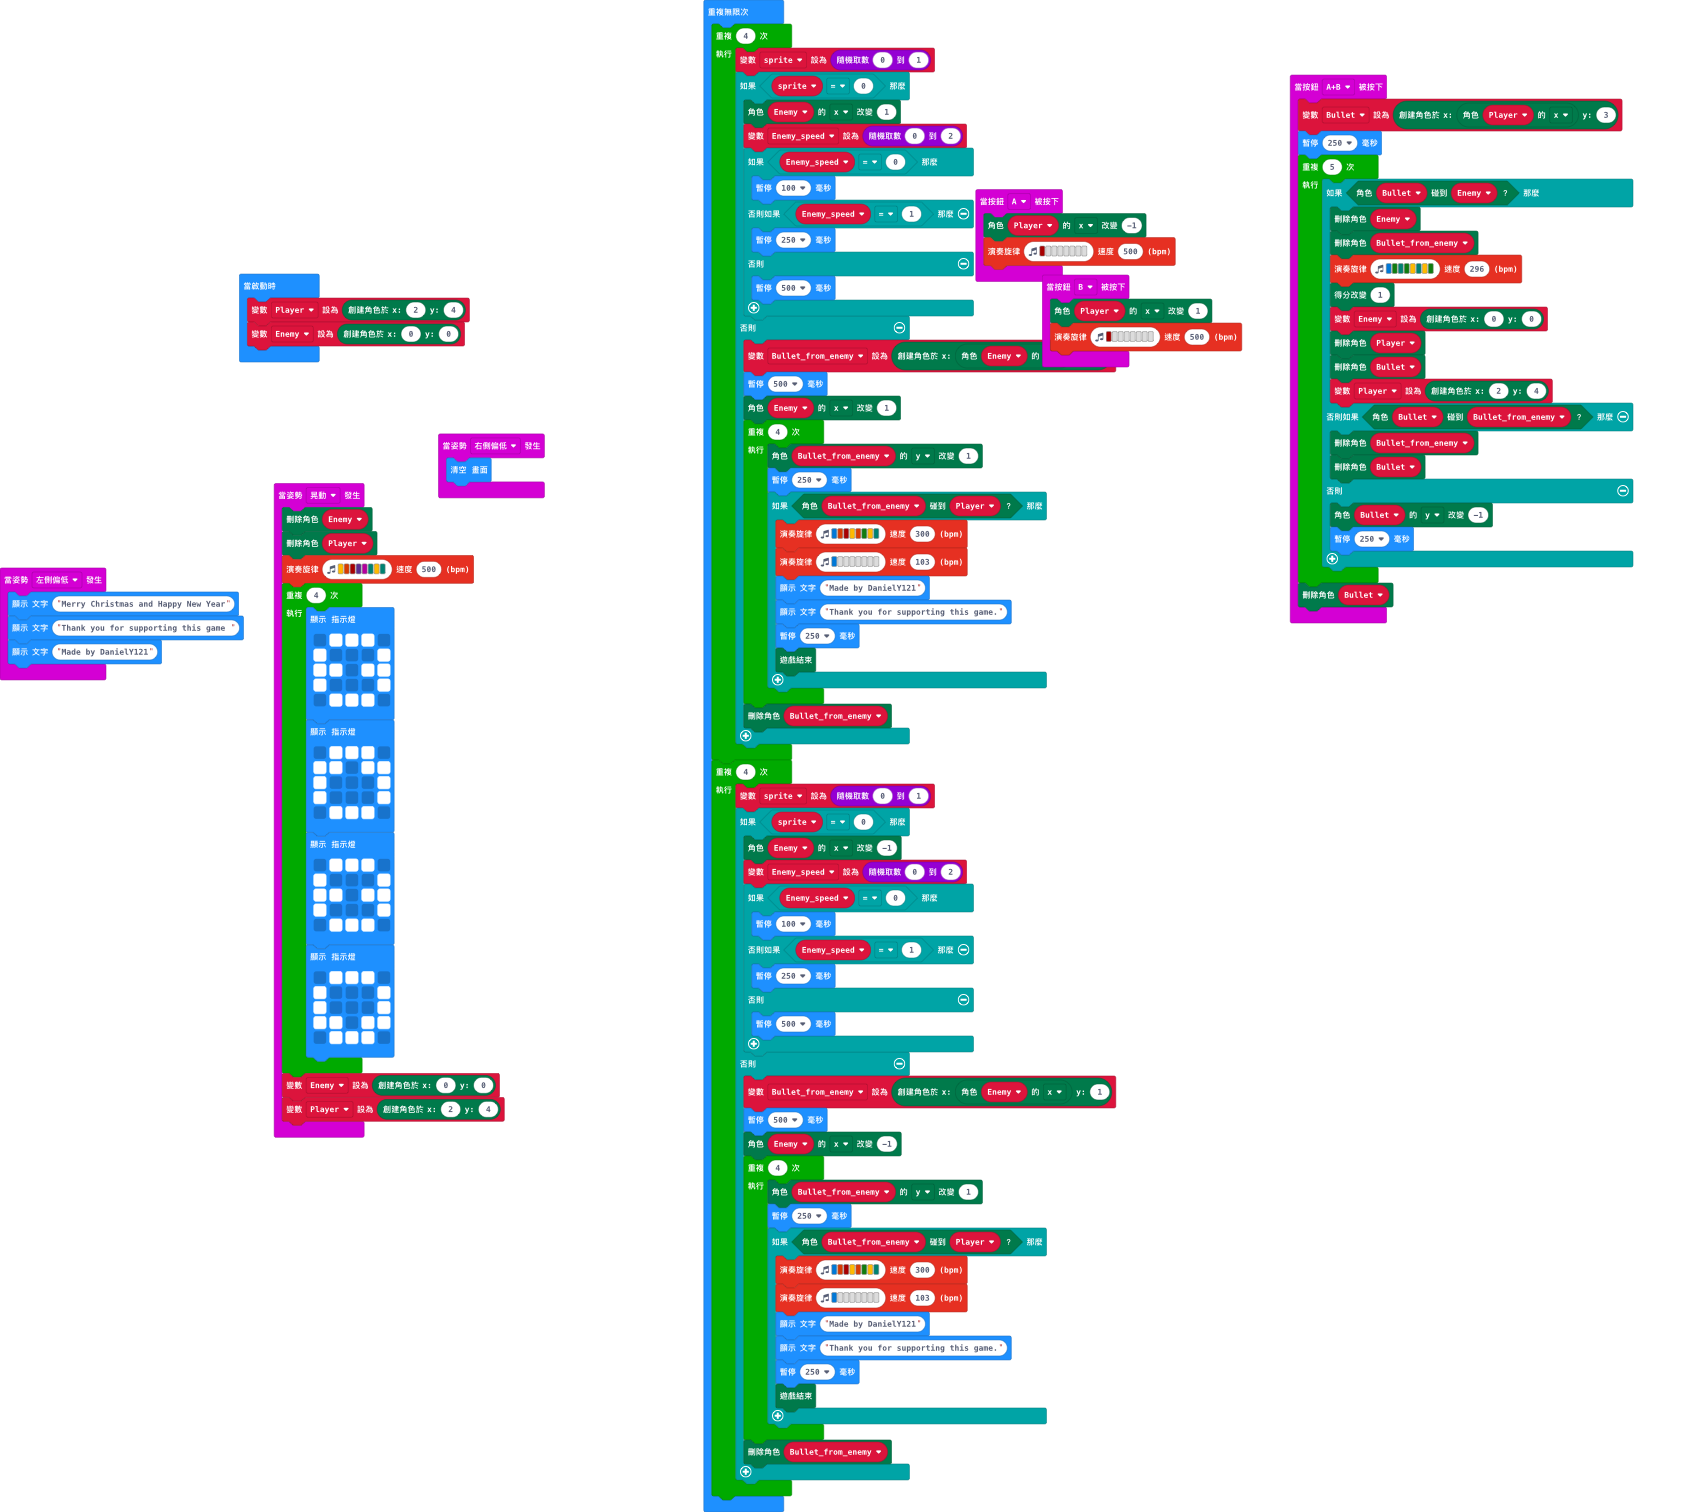 當啟動時
變數 Player 設為 創建角色於 x: 2 y: 4
變數 Enemy 設為 創建角色於 x: 0 y: 0
當姿勢 右側偏低 發生
清空 畫面
當姿勢 左側偏低 發生
顯示 文字 "Merry Christmas and Happy New Year"
顯示 文字 "Thank you for supporting this game "
顯示 文字 "Made by DanielY121"
當姿勢 晃動 發生
刪除角色 Enemy
刪除角色 Player
演奏旋律 速度 500 (bpm)
重複 4 次
執行
顯示 指示燈
顯示 指示燈
顯示 指示燈
顯示 指示燈
變數 Enemy 設為 創建角色於 x: 0 y: 0
變數 Player 設為 創建角色於 x: 2 y: 4
重複無限次
重複 4 次
執行
變數 sprite 設為 隨機取數 0 到 1
如果 sprite = 0 那麼
角色 Enemy 的 x 改變 1
變數 Enemy_speed 設為 隨機取數 0 到 2
如果 Enemy_speed = 0 那麼
暫停 100 毫秒
否則如果 Enemy_speed = 1 那麼
暫停 250 毫秒
否則
暫停 500 毫秒
否則
變數 Bullet_from_enemy 設為 創建角色於 x: 角色 Enemy 的
暫停 500 毫秒
角色 Enemy 的 x 改變 1
重複 4 次
執行
角色 Bullet_from_enemy 的 y 改變 1
暫停 250 毫秒
如果 角色 Bullet_from_enemy 碰到 Player ? 那麼
演奏旋律 速度 300 (bpm)
演奏旋律 速度 103 (bpm)
顯示 文字 "Made by DanielY121"
顯示 文字 "Thank you for supporting this game."
暫停 250 毫秒
遊戲結束
刪除角色 Bullet_from_enemy
重複 4 次
執行
變數 sprite 設為 隨機取數 0 到 1
如果 sprite = 0 那麼
角色 Enemy 的 x 改變 -1
變數 Enemy_speed 設為 隨機取數 0 到 2
如果 Enemy_speed = 0 那麼
暫停 100 毫秒
否則如果 Enemy_speed = 1 那麼
暫停 250 毫秒
否則
暫停 500 毫秒
否則
變數 Bullet_from_enemy 設為 創建角色於 x: 角色 Enemy 的 x y: 1
暫停 500 毫秒
角色 Enemy 的 x 改變 -1
重複 4 次
執行
角色 Bullet_from_enemy 的 y 改變 1
暫停 250 毫秒
如果 角色 Bullet_from_enemy 碰到 Player ? 那麼
演奏旋律 速度 300 (bpm)
演奏旋律 速度 103 (bpm)
顯示 文字 "Made by DanielY121"
顯示 文字 "Thank you for supporting this game."
暫停 250 毫秒
遊戲結束
刪除角色 Bullet_from_enemy
當按鈕 A 被按下
角色 Player 的 x 改變 -1
演奏旋律 速度 500 (bpm)
當按鈕 B 被按下
角色 Player 的 x 改變 1
演奏旋律 速度 500 (bpm)
當按鈕 A+B 被按下
變數 Bullet 設為 創建角色於 x: 角色 Player 的 x y: 3
暫停 250 毫秒
重複 5 次
執行
如果 角色 Bullet 碰到 Enemy ? 那麼
刪除角色 Enemy
刪除角色 Bullet_from_enemy
演奏旋律 速度 296 (bpm)
得分改變 1
變數 Enemy 設為 創建角色於 x: 0 y: 0
刪除角色 Player
刪除角色 Bullet
變數 Player 設為 創建角色於 x: 2 y: 4
否則如果 角色 Bullet 碰到 Bullet_from_enemy ? 那麼
刪除角色 Bullet_from_enemy
刪除角色 Bullet
否則
角色 Bullet 的 y 改變 -1
暫停 250 毫秒
刪除角色 Bullet